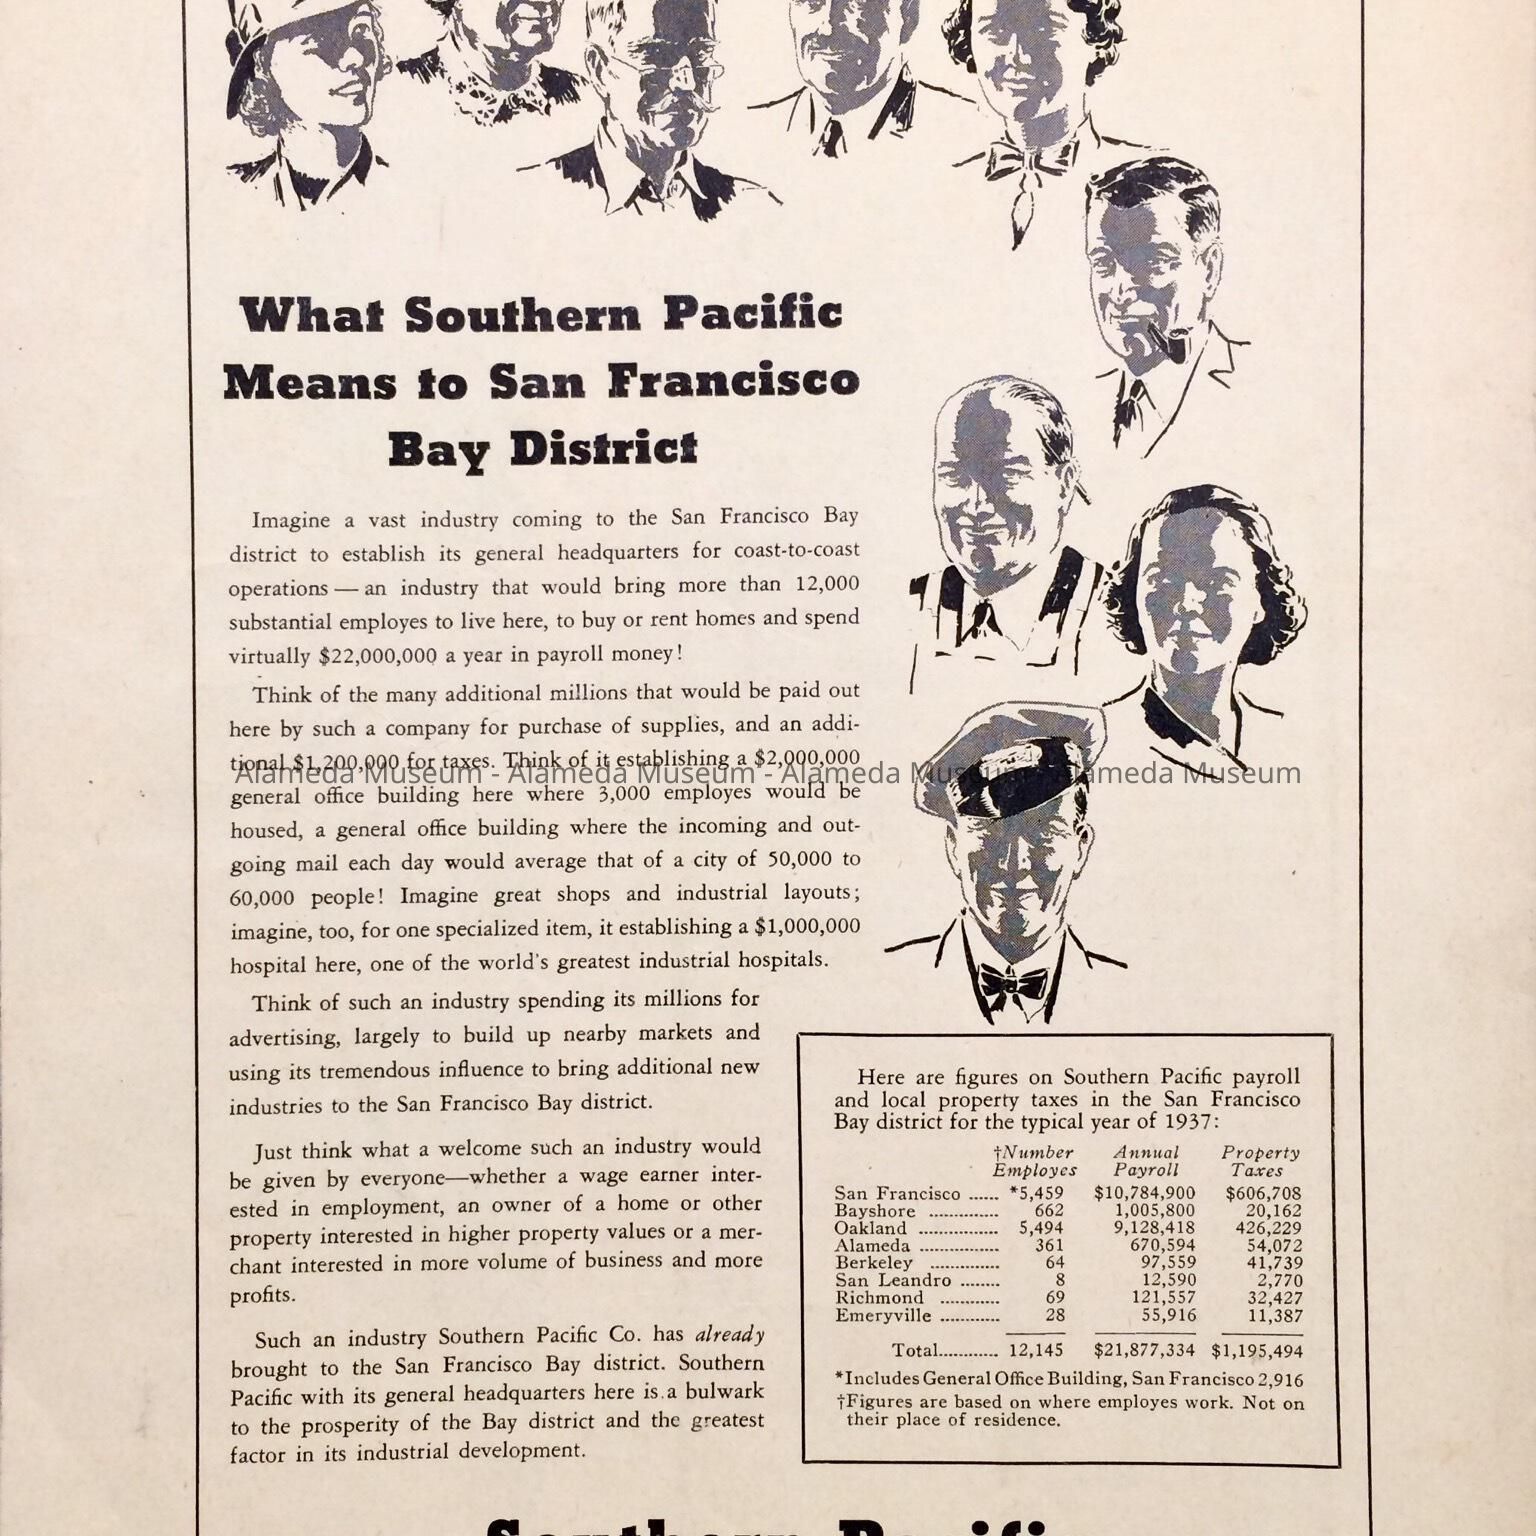 What Southern Pacific
Means to San Francisco
Bay District
Imagine a vast industry coming to the San Francisco Bay
district to establish its general headquarters for coast-to-coast
operations — an industry that would bring more than 12,000
substantial employes to live here, to buy or rent homes and spend
virtually $22,000,000 a year in payroll money!
Think of the many additional millions that would be paid out
here by such a company for purchase of supplies, and an addi-
tional $1,200,000 for taxes. Think of it establishing a $2,000,000
Alameda Museum - Alameda Museum - Alameda Museum - Alameda Museum
general office building here where 3,000 employes would be
housed, a general office building where the incoming and out-
going mail each day would average that of a city of 50,000 to
60,000 people! Imagine great shops and industrial layouts;
imagine, too, for one specialized item, it establishing a $1,000,000
hospital here, one of the world's greatest industrial hospitals.
Think of such an industry spending its millions for
advertising, largely to build up nearby markets and
using its tremendous influence to bring additional new
industries to the San Francisco Bay district.
Just think what a welcome such an industry would
be given by everyone—whether a wage earner inter-
ested in employment, an owner of a home or other
property interested in higher property values or a mer-
chant interested in more volume of business and more
profits.
Such an industry Southern Pacific Co. has already
brought to the San Francisco Bay district. Southern
Pacific with its general headquarters here is a bulwark
to the prosperity of the Bay district and the greatest
factor in its industrial development.
Here are figures on Southern Pacific payroll
and local property taxes in the San Francisco
Bay district for the typical year of 1937:
†Number Annual Property
Employes Payroll Taxes
San Francisco ...... *5,459 $10,784,900 $606,708
Bayshore .............. 662 1,005,800 20,162
Oakland ................ 5,494 9,128,418 426,229
Alameda ................ 361 670,594 54,072
Berkeley .............. 64 97,559 41,739
San Leandro ........ 8 12,590 2,770
Richmond ............ 69 121,557 32,427
Emeryville ............ 28 55,916 11,387
Total............ 12,145 $21,877,334 $1,195,494
*Includes General Office Building, San Francisco 2,916
†Figures are based on where employes work. Not on
their place of residence.
Southern Pacific